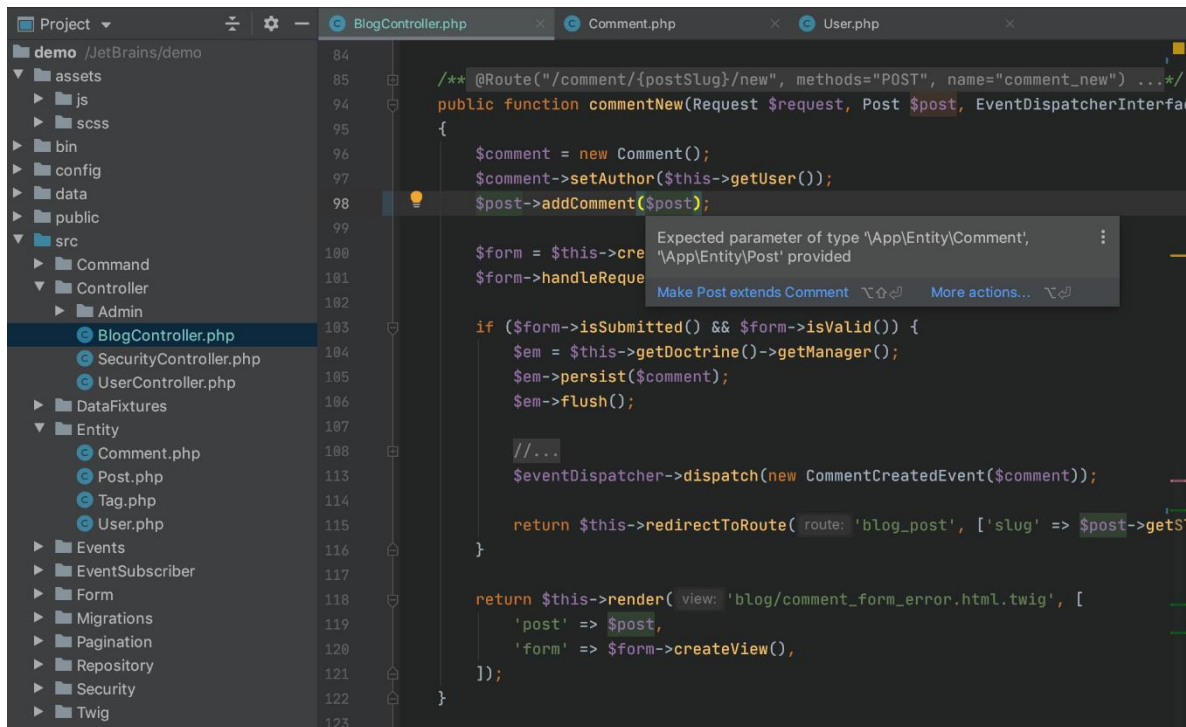 Project
BlogController.php
Comment.php
User.php
demo /JetBrains/demo
assets
js
scss
bin
config
data
public
src
Command
Controller
Admin
BlogController.php
SecurityController.php
UserController.php
DataFixtures
Entity
Comment.php
Post.php
Tag.php
User.php
Events
EventSubscriber
Form
Migrations
Pagination
Repository
Security
Twig
84
85 /** @Route("/comment/{postSlug}/new", methods="POST", name="comment_new") ...*/
94 public function commentNew(Request $request, Post $post, EventDispatcherInterfa
95 {
96 $comment = new Comment();
97 $comment->setAuthor($this->getUser());
98 $post->addComment($post);
99
100 $form = $this->cre
101 $form->handleReque
102
Expected parameter of type '\App\Entity\Comment',
'\App\Entity\Post' provided
Make Post extends Comment ⌥⇧⏎ More actions... ⌥⏎
103 if ($form->isSubmitted() && $form->isValid()) {
104 $em = $this->getDoctrine()->getManager();
105 $em->persist($comment);
106 $em->flush();
107
108 //...
113 $eventDispatcher->dispatch(new CommentCreatedEvent($comment));
114
115 return $this->redirectToRoute( route: 'blog_post', ['slug' => $post->getSl
116 }
117
118 return $this->render( view: 'blog/comment_form_error.html.twig', [
119 'post' => $post,
120 'form' => $form->createView(),
121 ]);
122 }
123